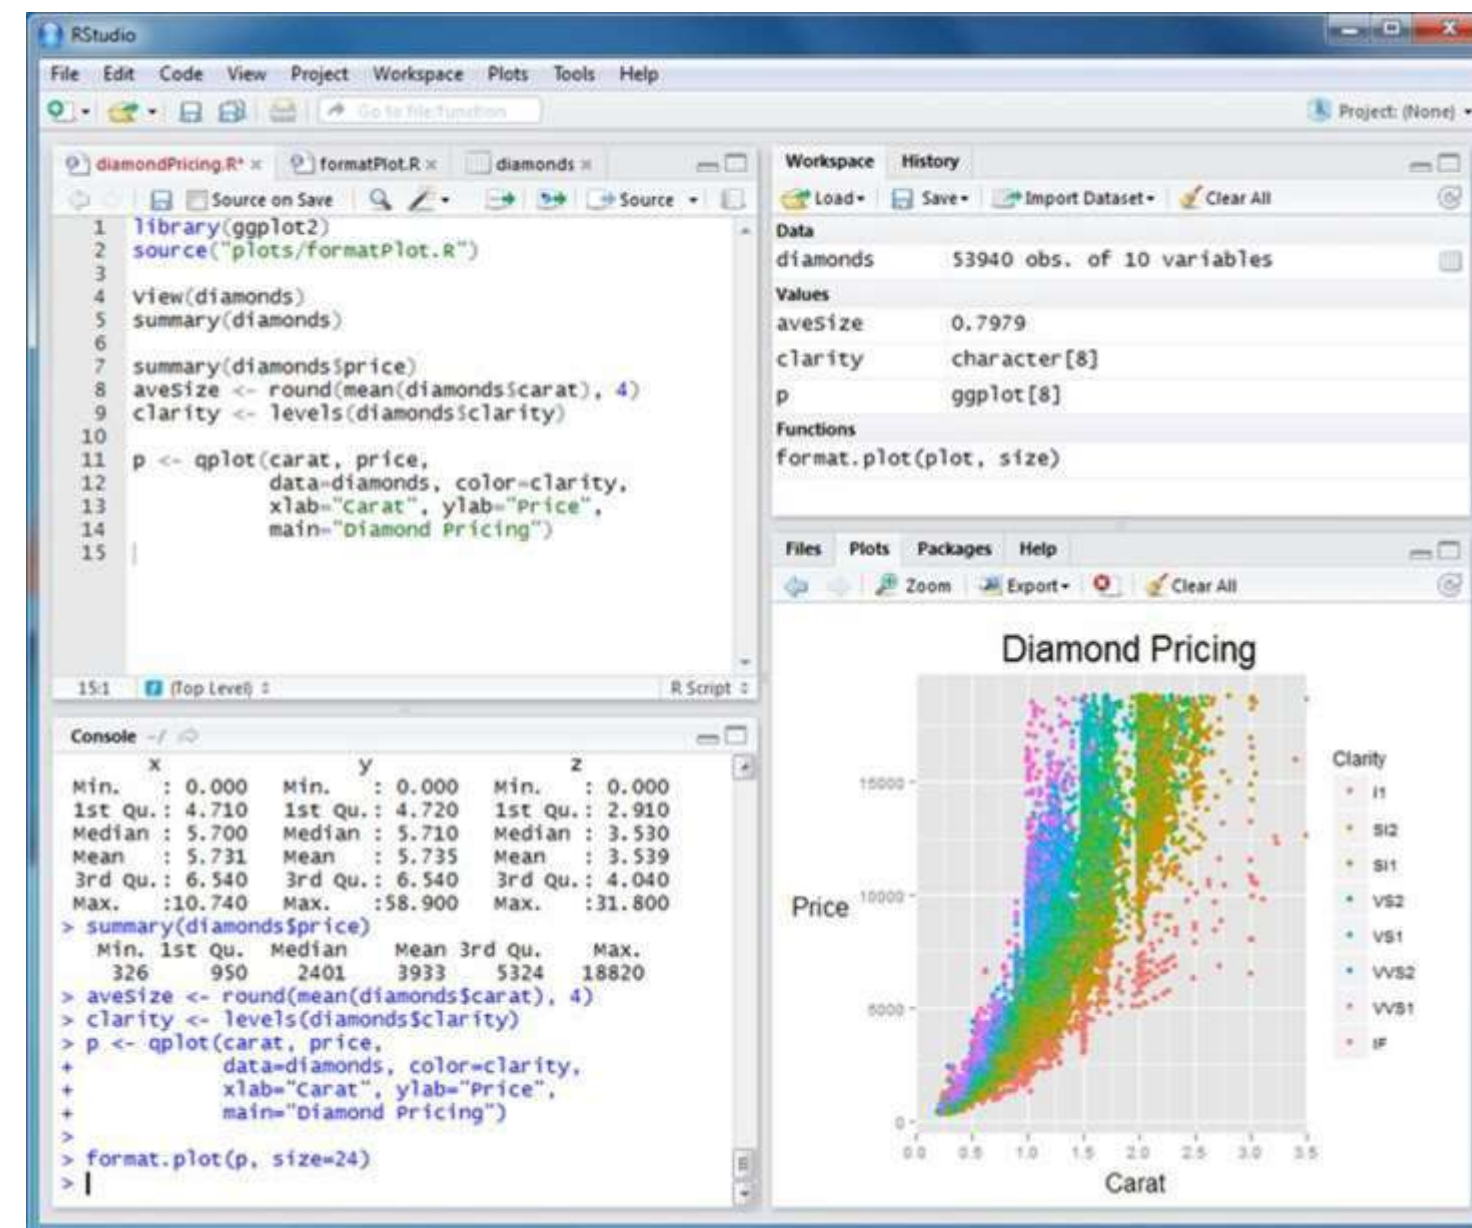 RStudio
File Edit Code View Project Workspace Plots Tools Help
Go to file/function
Project: (None)
diamondPricing.R* × formatPlot.R × diamonds ×
Source on Save Source
1 library(ggplot2)
2 source("plots/formatPlot.R")
3
4 View(diamonds)
5 summary(diamonds)
6
7 summary(diamonds$price)
8 aveSize <- round(mean(diamonds$carat), 4)
9 clarity <- levels(diamonds$clarity)
10
11 p <- qplot(carat, price,
12 data=diamonds, color=clarity,
13 xlab="Carat", ylab="Price",
14 main="Diamond Pricing")
15
15:1 (Top Level) R Script
Console ~/
x y z
Min. : 0.000 Min. : 0.000 Min. : 0.000
1st Qu.: 4.710 1st Qu.: 4.720 1st Qu.: 2.910
Median : 5.700 Median : 5.710 Median : 3.530
Mean : 5.731 Mean : 5.735 Mean : 3.539
3rd Qu.: 6.540 3rd Qu.: 6.540 3rd Qu.: 4.040
Max. :10.740 Max. :58.900 Max. :31.800
> summary(diamonds$price)
Min. 1st Qu. Median Mean 3rd Qu. Max.
326 950 2401 3933 5324 18820
> aveSize <- round(mean(diamonds$carat), 4)
> clarity <- levels(diamonds$clarity)
> p <- qplot(carat, price,
+ data=diamonds, color=clarity,
+ xlab="Carat", ylab="Price",
+ main="Diamond Pricing")
>
> format.plot(p, size=24)
>
Workspace History
Load Save Import Dataset Clear All
Data
diamonds 53940 obs. of 10 variables
Values
aveSize 0.7979
clarity character[8]
p ggplot[8]
Functions
format.plot(plot, size)
Files Plots Packages Help
Zoom Export Clear All
Diamond Pricing
Price
15000
10000
5000
0
0.0 0.5 1.0 1.5 2.0 2.5 3.0 3.5
Carat
Clarity
I1
SI2
SI1
VS2
VS1
VVS2
VVS1
IF